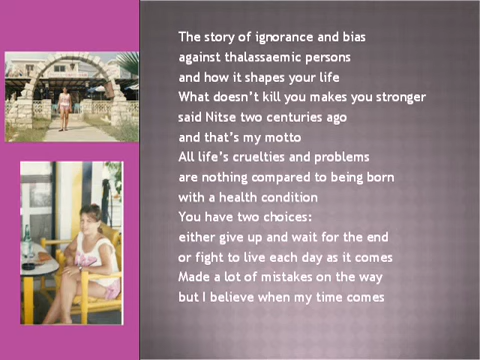 The story of ignorance and bias
against thalassaemic persons
and how it shapes your life
What doesn't kill you makes you stronger
said Nitse two centuries ago
and that's my motto
All life's cruelties and problems
are nothing compared to being born
with a health condition
You have two choices:
either give up and wait for the end
or fight to live each day as it comes
Made a lot of mistakes on the way
but I believe when my time comes